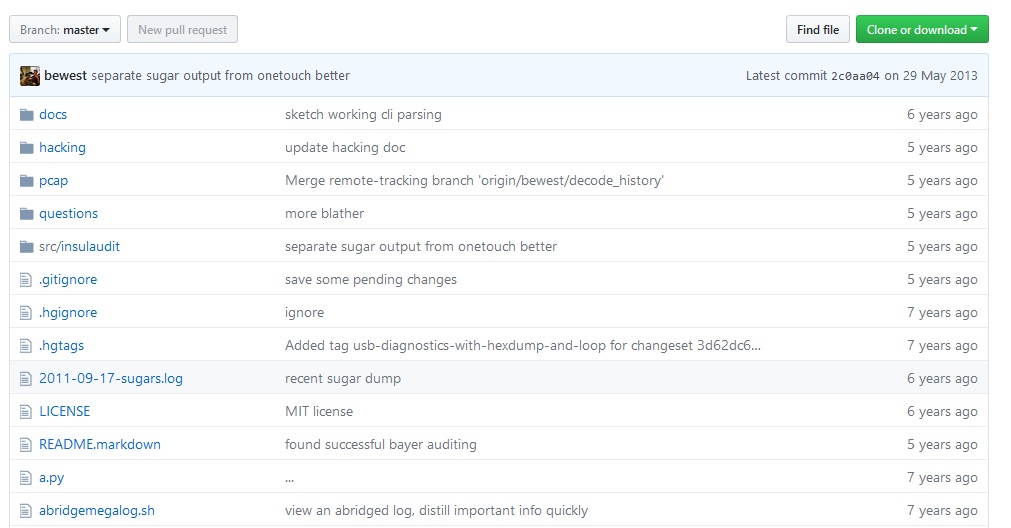 Branch: master New pull request Find file Clone or download
bewest separate sugar output from onetouch better Latest commit 2c0aa04 on 29 May 2013
docs sketch working cli parsing 6 years ago
hacking update hacking doc 5 years ago
pcap Merge remote-tracking branch 'origin/bewest/decode_history' 5 years ago
questions more blather 5 years ago
src/insulaudit separate sugar output from onetouch better 5 years ago
.gitignore save some pending changes 5 years ago
.hgignore ignore 7 years ago
.hgtags Added tag usb-diagnostics-with-hexdump-and-loop for changeset 3d62dc6... 7 years ago
2011-09-17-sugars.log recent sugar dump 6 years ago
LICENSE MIT license 6 years ago
README.markdown found successful bayer auditing 5 years ago
a.py ... 7 years ago
abridgemegalog.sh view an abridged log, distill important info quickly 7 years ago